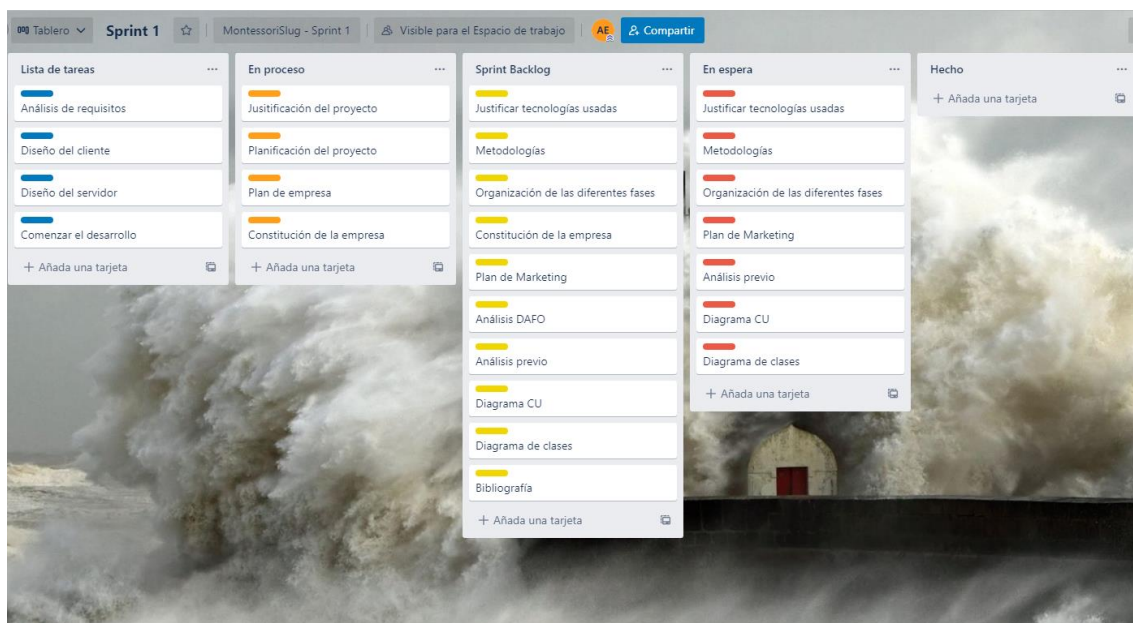 Tablero
Sprint 1
MontessoriSlug - Sprint 1
Visible para el Espacio de trabajo
AE
Compartir
Lista de tareas
Análisis de requisitos
Diseño del cliente
Diseño del servidor
Comenzar el desarrollo
+ Añada una tarjeta
En proceso
Jusitificación del proyecto
Planificación del proyecto
Plan de empresa
Constitución de la empresa
+ Añada una tarjeta
Sprint Backlog
Justificar tecnologías usadas
Metodologías
Organización de las diferentes fases
Constitución de la empresa
Plan de Marketing
Análisis DAFO
Análisis previo
Diagrama CU
Diagrama de clases
Bibliografía
+ Añada una tarjeta
En espera
Justificar tecnologías usadas
Metodologías
Organización de las diferentes fases
Plan de Marketing
Análisis previo
Diagrama CU
Diagrama de clases
+ Añada una tarjeta
Hecho
+ Añada una tarjeta